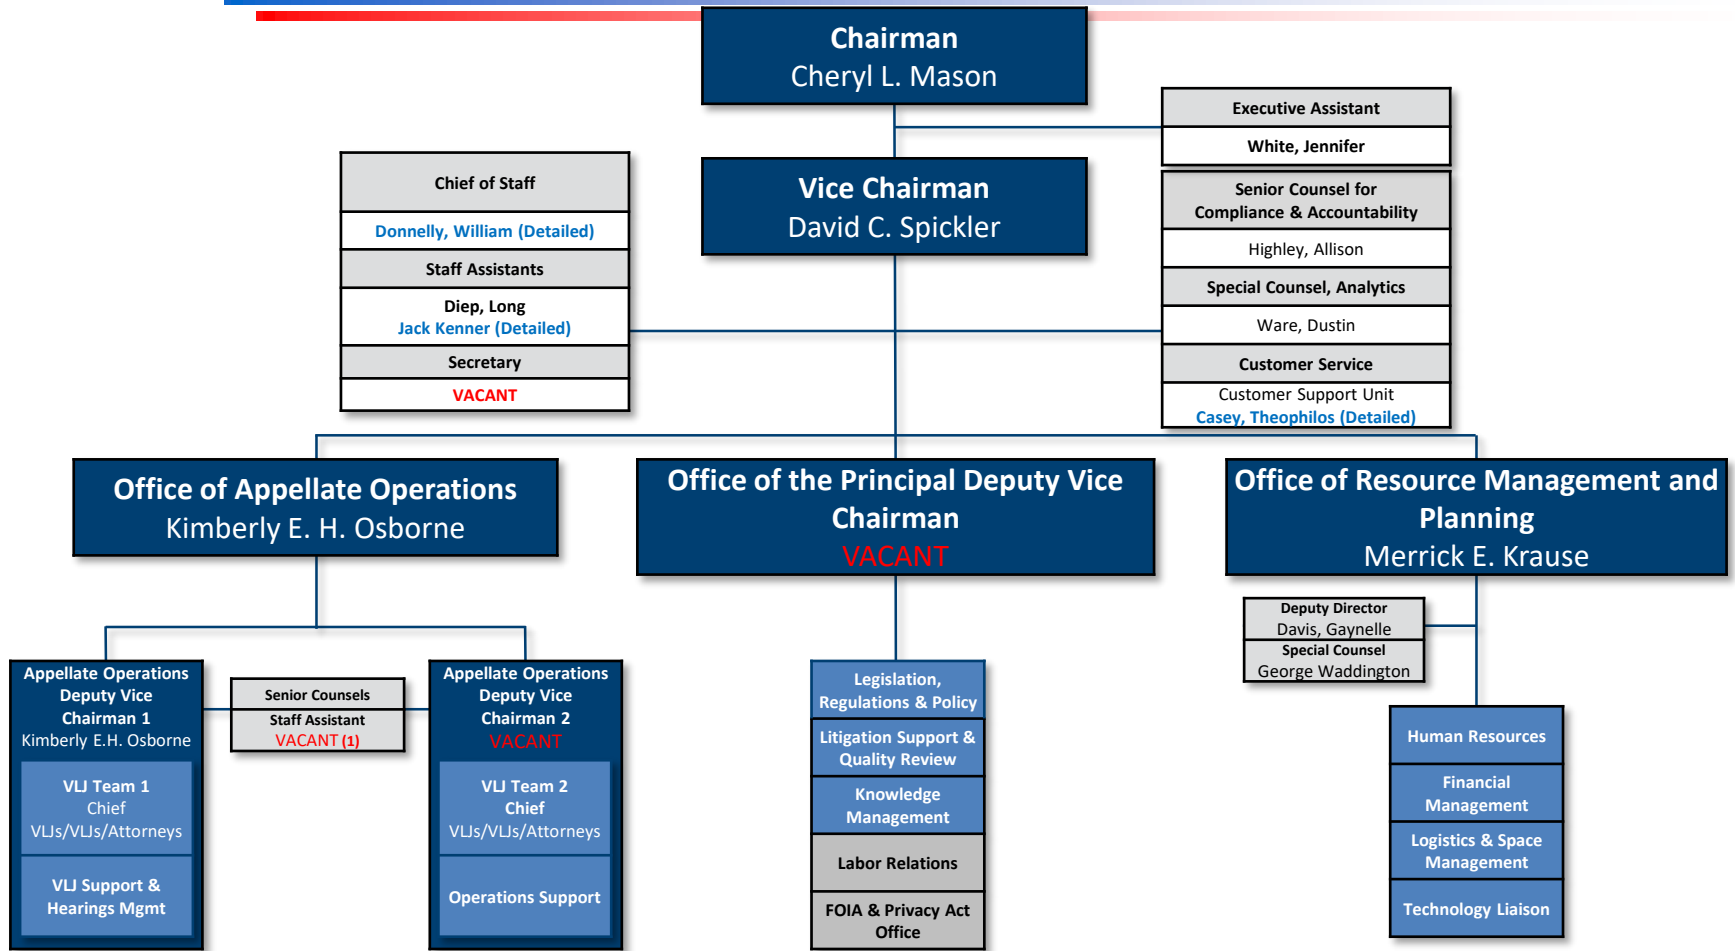 Chairman
Cheryl L. Mason
Executive Assistant
White, Jennifer
Vice Chairman
David C. Spickler
Chief of Staff
Donnelly, William (Detailed)
Staff Assistants
Diep, Long
Jack Kenner (Detailed)
Secretary
VACANT
Senior Counsel for
Compliance & Accountability
Highley, Allison
Special Counsel, Analytics
Ware, Dustin
Customer Service
Customer Support Unit
Casey, Theophilos (Detailed)
Office of Appellate Operations
Kimberly E. H. Osborne
Office of the Principal Deputy Vice
Chairman
VACANT
Office of Resource Management and
Planning
Merrick E. Krause
Deputy Director
Davis, Gaynelle
Special Counsel
George Waddington
Appellate Operations
Deputy Vice
Chairman 1
Kimberly E.H. Osborne
VLJ Team 1
Chief
VLJs/VLJs/Attorneys
VLJ Support &
Hearings Mgmt
Senior Counsels
Staff Assistant
VACANT (1)
Appellate Operations
Deputy Vice
Chairman 2
VACANT
VLJ Team 2
Chief
VLJs/VLJs/Attorneys
Operations Support
Legislation,
Regulations & Policy
Litigation Support &
Quality Review
Knowledge
Management
Labor Relations
FOIA & Privacy Act
Office
Human Resources
Financial
Management
Logistics & Space
Management
Technology Liaison